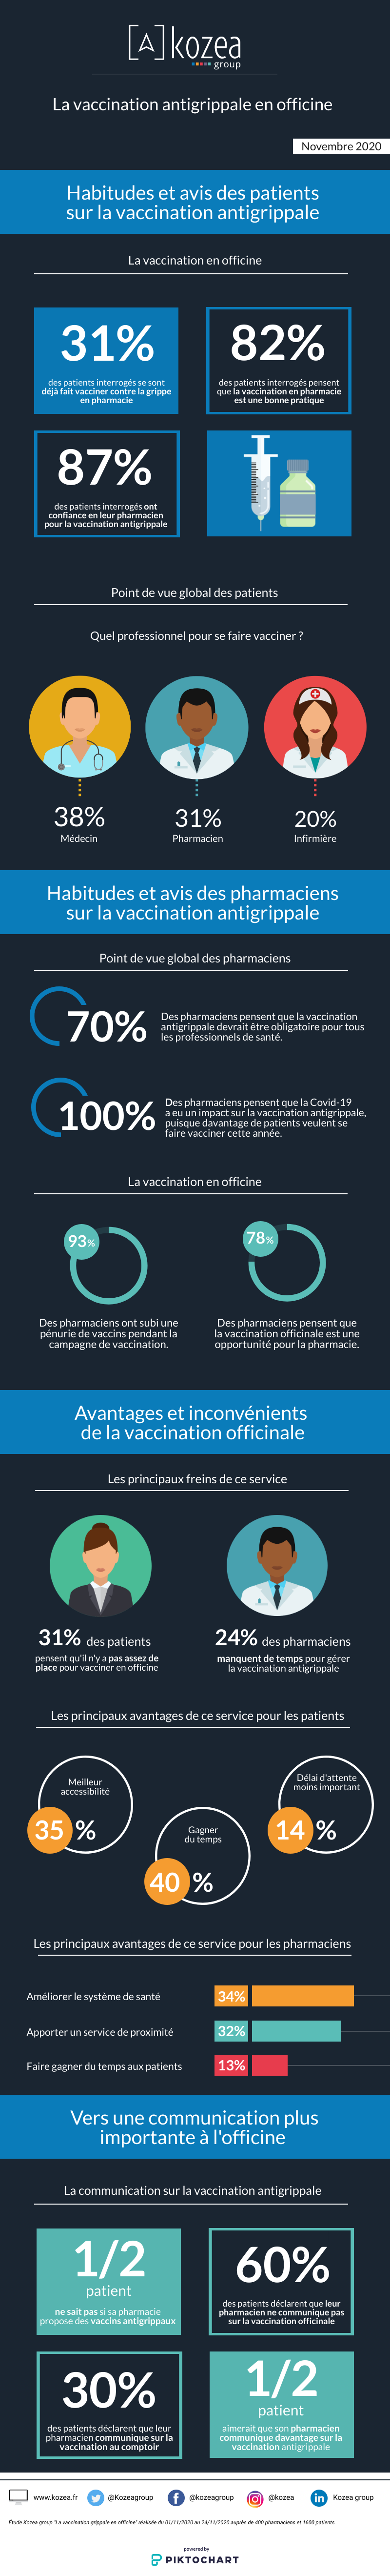 [A] kozea
group
La vaccination antigrippale en officine
Novembre 2020
Habitudes et avis des patients
sur la vaccination antigrippale
La vaccination en officine
31%
des patients interrogés se sont
déjà fait vacciner contre la grippe
en pharmacie
82%
des patients interrogés pensent
que la vaccination en pharmacie
est une bonne pratique
87%
des patients interrogés ont
confiance en leur pharmacien
pour la vaccination antigrippale
Point de vue global des patients
Quel professionnel pour se faire vacciner ?
38%
Médecin
31%
Pharmacien
20%
Infirmière
Habitudes et avis des pharmaciens
sur la vaccination antigrippale
Point de vue global des pharmaciens
70%
Des pharmaciens pensent que la vaccination
antigrippale devrait être obligatoire pour tous
les professionnels de santé.
100%
Des pharmaciens pensent que la Covid-19
a eu un impact sur la vaccination antigrippale,
puisque davantage de patients veulent se
faire vacciner cette année.
La vaccination en officine
93%
Des pharmaciens ont subi une
pénurie de vaccins pendant la
campagne de vaccination.
78%
Des pharmaciens pensent que
la vaccination officinale est une
opportunité pour la pharmacie.
Avantages et inconvénients
de la vaccination officinale
Les principaux freins de ce service
31% des patients
pensent qu'il n'y a pas assez de
place pour vacciner en officine
24% des pharmaciens
manquent de temps pour gérer
la vaccination antigrippale
Les principaux avantages de ce service pour les patients
Meilleur
accessibilité
35 %
Gagner
du temps
40 %
Délai d'attente
moins important
14 %
Les principaux avantages de ce service pour les pharmaciens
Améliorer le système de santé 34%
Apporter un service de proximité 32%
Faire gagner du temps aux patients 13%
Vers une communication plus
importante à l'officine
La communication sur la vaccination antigrippale
1/2
patient
ne sait pas si sa pharmacie
propose des vaccins antigrippaux
60%
des patients déclarent que leur
pharmacien ne communique pas
sur la vaccination officinale
30%
des patients déclarent que leur
pharmacien communique sur la
vaccination au comptoir
1/2
patient
aimerait que son pharmacien
communique davantage sur la
vaccination antigrippale
www.kozea.fr @Kozeagroup @kozeagroup @kozea Kozea group
Etude Kozea group "La vaccination grippale en officine" réalisée du 01/11/2020 au 24/11/2020 auprès de 400 pharmaciens et 1600 patients.
powered by
PIKTOCHART